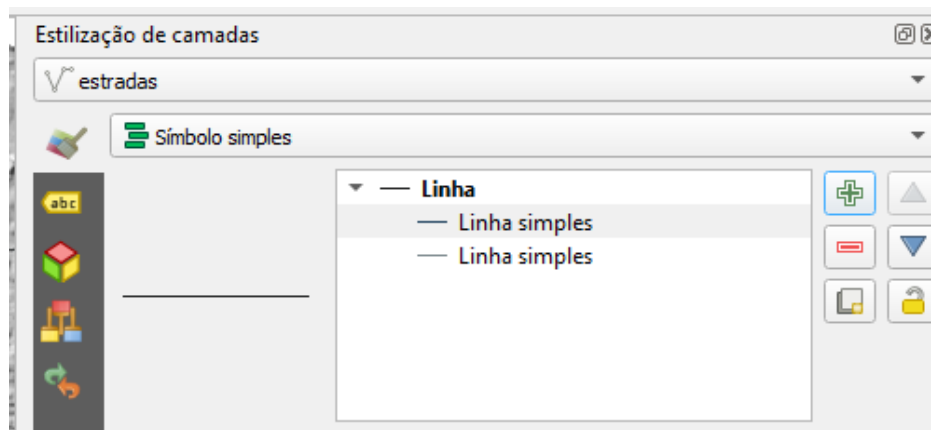 Estilização de camadas
estradas
Símbolo simples
abc
Linha
Linha simples
Linha simples